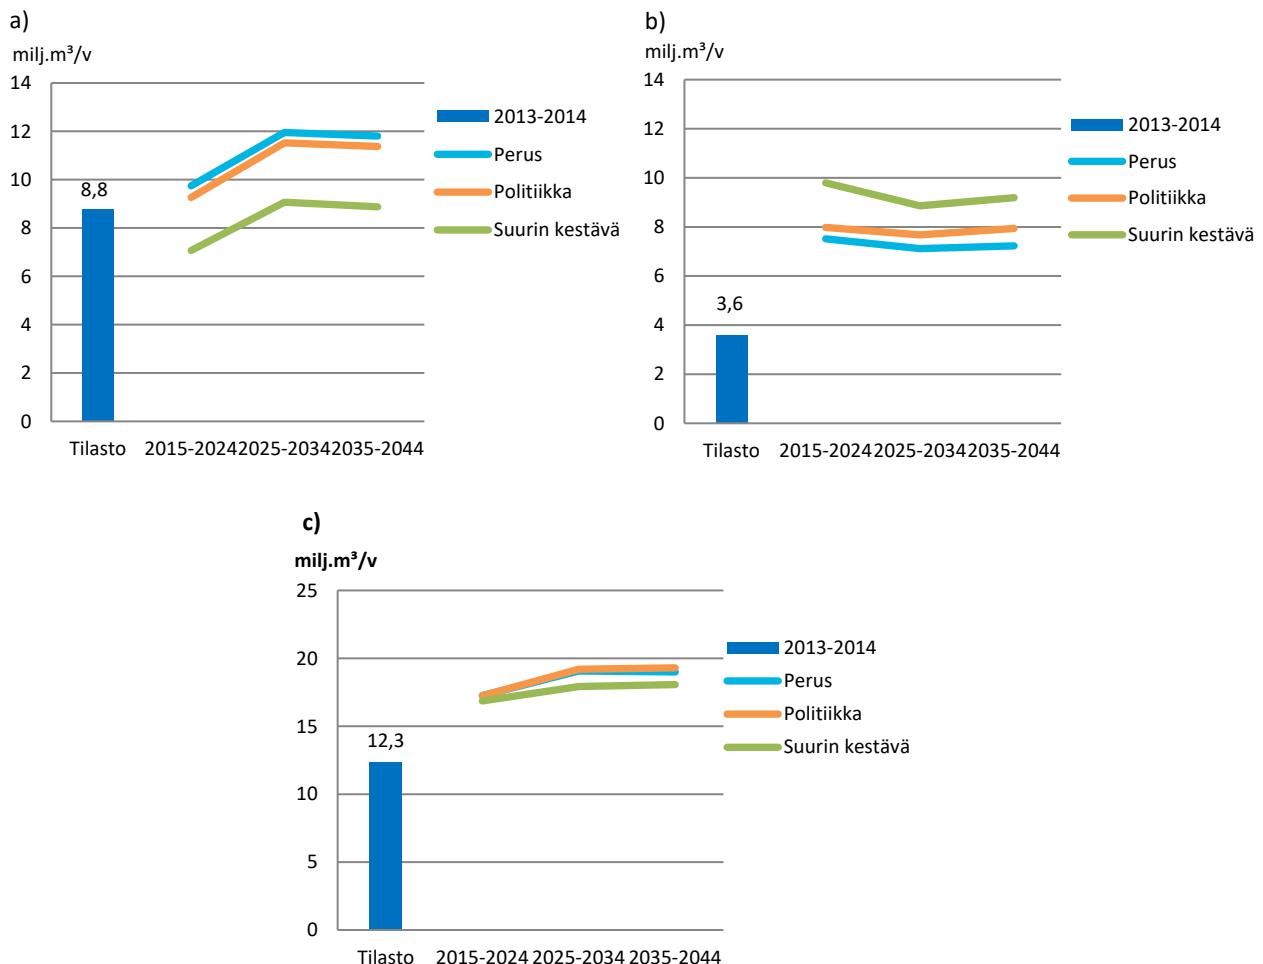 a)
milj.m³/v
14
12
10
8
6
4
2
0
8,8
Tilasto 2015-2024 2025-2034 2035-2044
2013-2014
Perus
Politiikka
Suurin kestävä
b)
milj.m³/v
14
12
10
8
6
4
2
0
3,6
Tilasto 2015-2024 2025-2034 2035-2044
2013-2014
Perus
Politiikka
Suurin kestävä
c)
milj.m³/v
25
20
15
10
5
0
12,3
Tilasto 2015-2024 2025-2034 2035-2044
2013-2014
Perus
Politiikka
Suurin kestävä